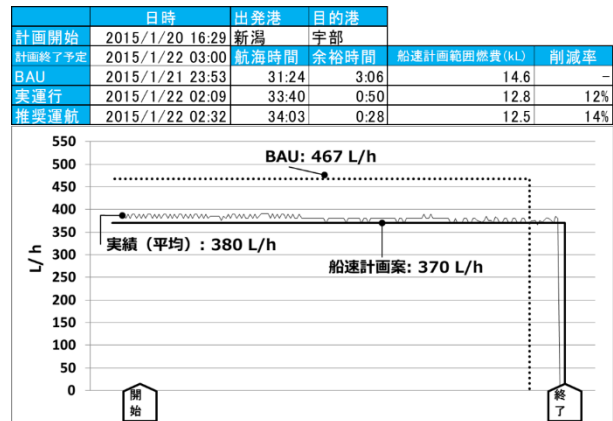 日時 出発港 目的港
計画開始 2015/1/20 16:29 新潟 宇部
計画終了予定 2015/1/22 03:00 航海時間 余裕時間 船速計画範囲燃費(kL) 削減率
BAU 2015/1/21 23:53 31:24 3:06 14.6 −
実運行 2015/1/22 02:09 33:40 0:50 12.8 12%
推奨運航 2015/1/22 02:32 34:03 0:28 12.5 14%
550
500
450
400
350
300
250
200
150
100
50
0
L/h
BAU: 467 L/h
実績（平均）: 380 L/h
船速計画案: 370 L/h
開始
終了